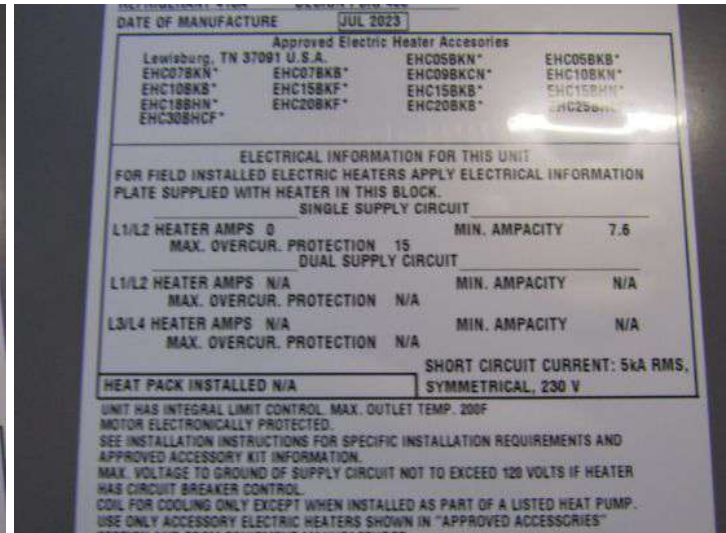 DATE OF MANUFACTURE JUL 2023
Approved Electric Heater Accesories
Lewisburg, TN 37091 U.S.A. EHC05BKN* EHC05BKB*
EHC07BKN* EHC07BKB* EHC09BKCN* EHC10BKN*
EHC10BKB* EHC15BKF* EHC15BKB* EHC15BHN*
EHC18BHN* EHC20BKF* EHC20BKB*
EHC30BHCF*
ELECTRICAL INFORMATION FOR THIS UNIT
FOR FIELD INSTALLED ELECTRIC HEATERS APPLY ELECTRICAL INFORMATION
PLATE SUPPLIED WITH HEATER IN THIS BLOCK.
SINGLE SUPPLY CIRCUIT
L1/L2 HEATER AMPS 0 MIN. AMPACITY 7.6
MAX. OVERCUR. PROTECTION 15
DUAL SUPPLY CIRCUIT
L1/L2 HEATER AMPS N/A MIN. AMPACITY N/A
MAX. OVERCUR. PROTECTION N/A
L3/L4 HEATER AMPS N/A MIN. AMPACITY N/A
MAX. OVERCUR. PROTECTION N/A
SHORT CIRCUIT CURRENT: 5kA RMS,
HEAT PACK INSTALLED N/A SYMMETRICAL, 230 V
UNIT HAS INTEGRAL LIMIT CONTROL. MAX. OUTLET TEMP. 200F
MOTOR ELECTRONICALLY PROTECTED.
SEE INSTALLATION INSTRUCTIONS FOR SPECIFIC INSTALLATION REQUIREMENTS AND
APPROVED ACCESSORY KIT INFORMATION.
MAX. VOLTAGE TO GROUND OF SUPPLY CIRCUIT NOT TO EXCEED 120 VOLTS IF HEATER
HAS CIRCUIT BREAKER CONTROL.
COIL FOR COOLING ONLY EXCEPT WHEN INSTALLED AS PART OF A LISTED HEAT PUMP.
USE ONLY ACCESSORY ELECTRIC HEATERS SHOWN IN "APPROVED ACCESSORIES"